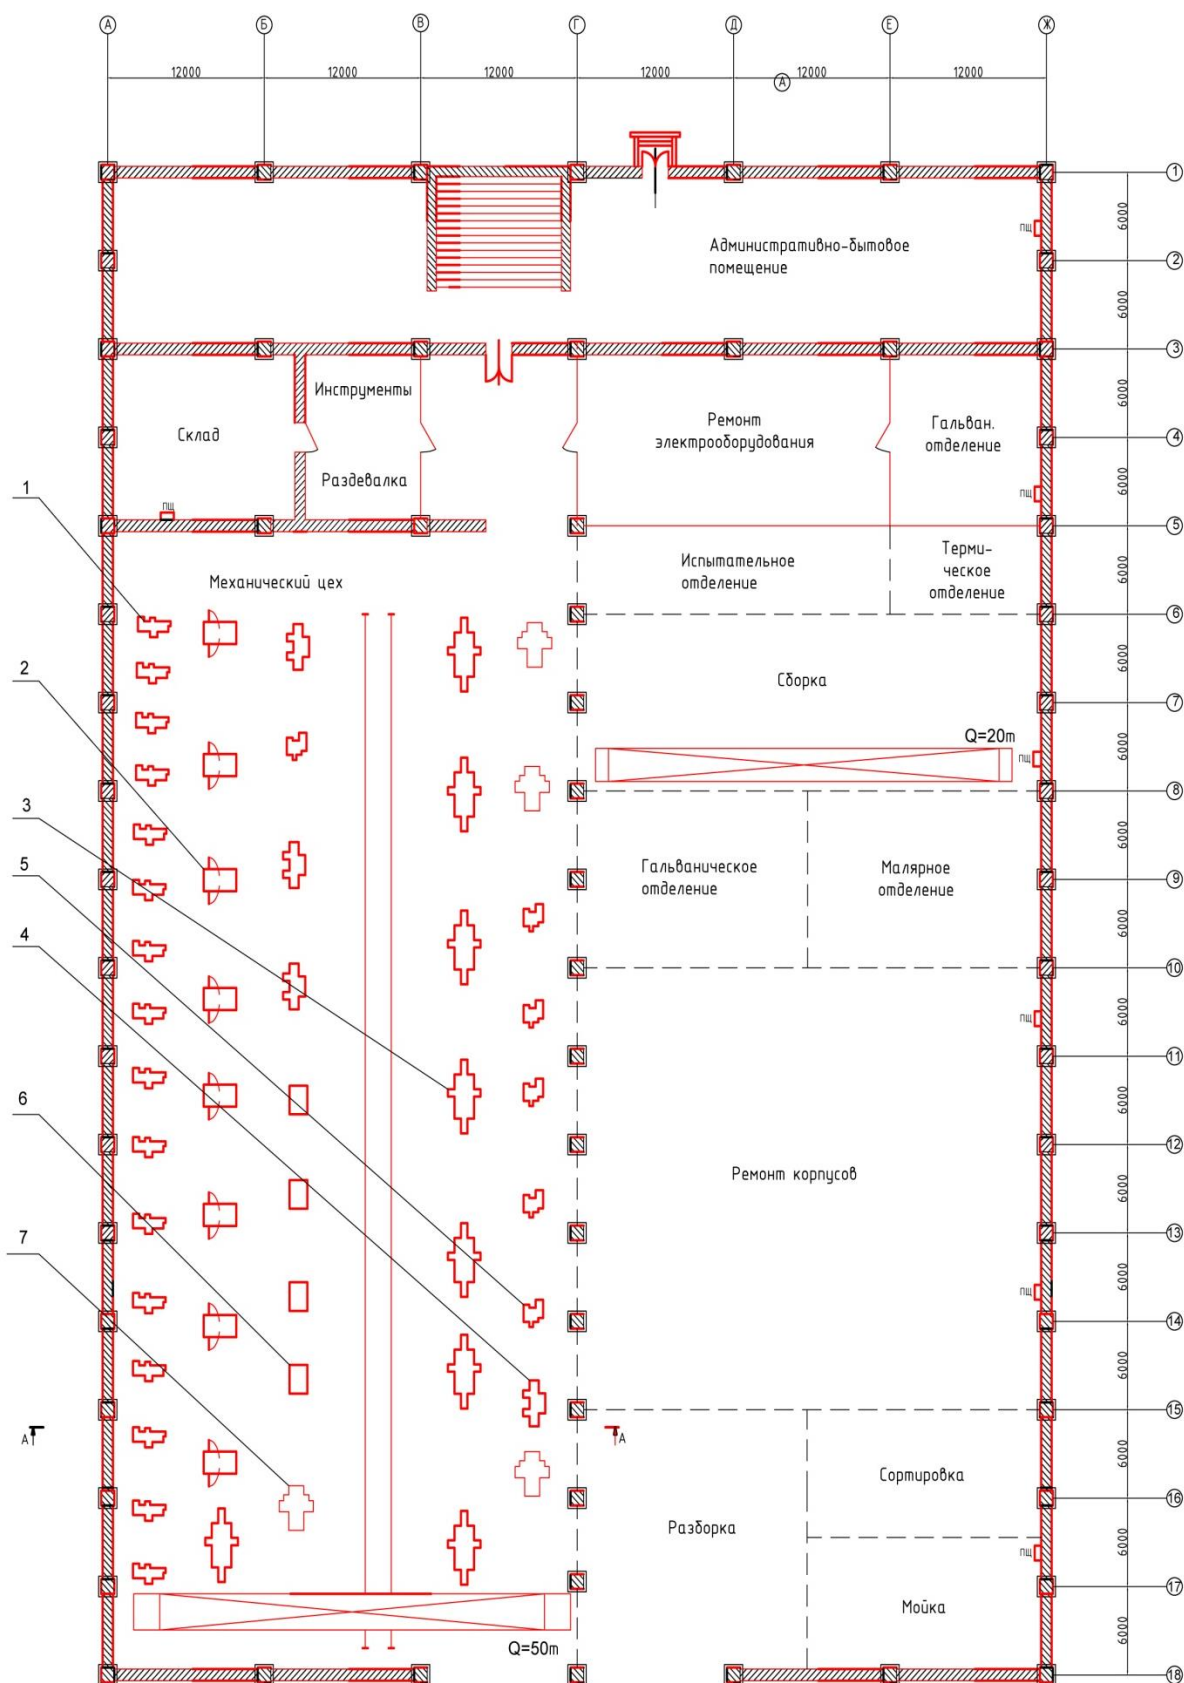 А Б В Г Д Е Ж
12000 12000 12000 12000 12000 12000
А
1
6000
пщ
Административно-бытовое
помещение
2
6000
3
6000
Инструменты
Склад
Ремонт
электрооборудования
Гальван.
отделение
4
Раздевалка
6000
1
пщ
пщ
5
Механический цех
Испытательное
отделение
Терми-
ческое
отделение
6000
6
2
6000
Сборка
7
Q=20т
6000
пщ
3
8
6000
5
Гальваническое
отделение
Малярное
отделение
9
4
6000
10
6000
пщ
11
6
6000
12
Ремонт корпусов
6000
7
13
6000
пщ
14
6000
15
А
А
6000
Сортировка
16
Разборка
6000
пщ
17
Мойка
6000
Q=50т
18